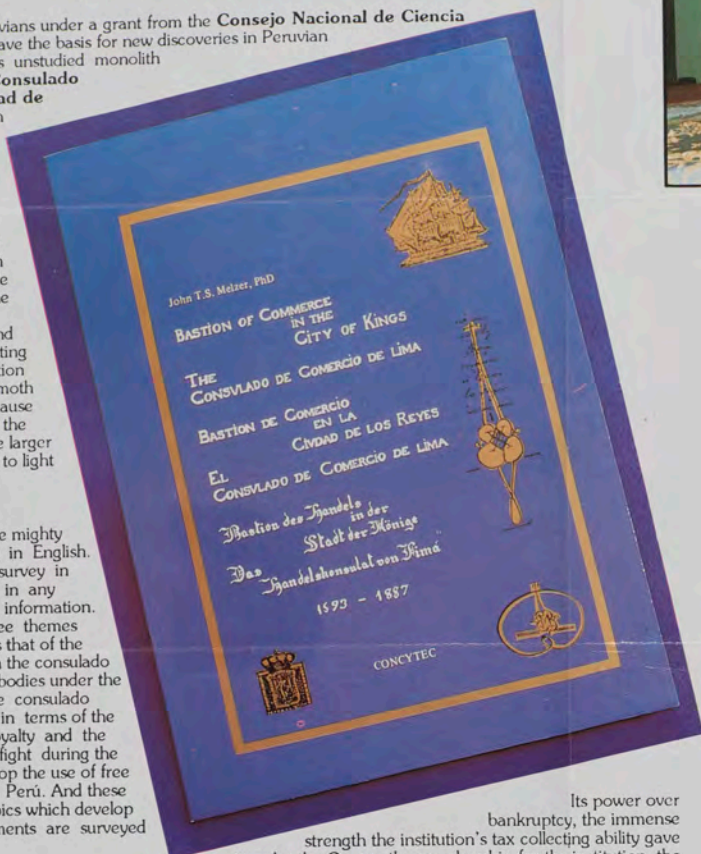 vians under a grant from the Consejo Nacional de Ciencia
ave the basis for new discoveries in Peruvian
s unstudied monolith
onsulado
ad de
n
e
e
nd
ting
ion
noth
ause
the
e larger
to light
e mighty
in English.
survey in
in any
information.
ee themes
s that of the
n the consulado
bodies under the
e consulado
in terms of the
yalty and the
fight during the
op the use of free
Perú. And these
pics which develop
ments are surveyed
John T.S. Melzer, PhD
BASTION OF COMMERCE
IN THE
CITY OF KINGS
THE
CONSVLADO DE COMERCIO DE LIMA
BASTION DE COMERCIO
EN LA
CIVDAD DE LOS REYES
EL
CONSVLADO DE COMERCIO DE LIMA
Bastion des Handels
in der
Stadt der Könige
Das
Handelskonsulat von Lima
1593 - 1887
CONCYTEC
Its power over
bankruptcy, the immense
strength the institution's tax collecting ability gave